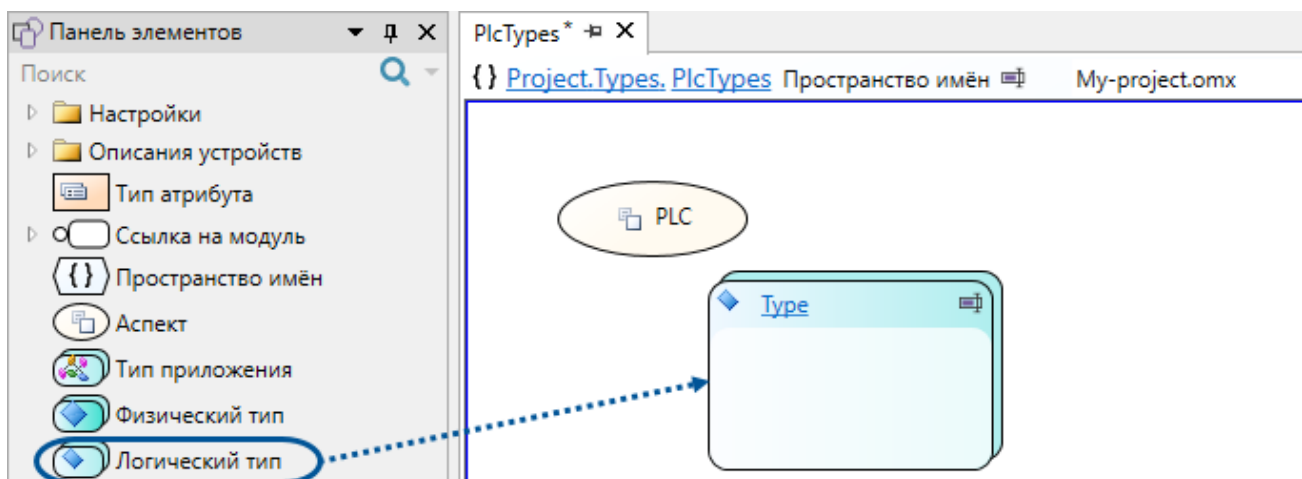 Панель элементов
Поиск
Настройки
Описания устройств
Тип атрибута
Ссылка на модуль
{ } Пространство имён
Аспект
Тип приложения
Физический тип
Логический тип
PlcTypes*
{ } Project.Types. PlcTypes Пространство имён My-project.omx
PLC
Type